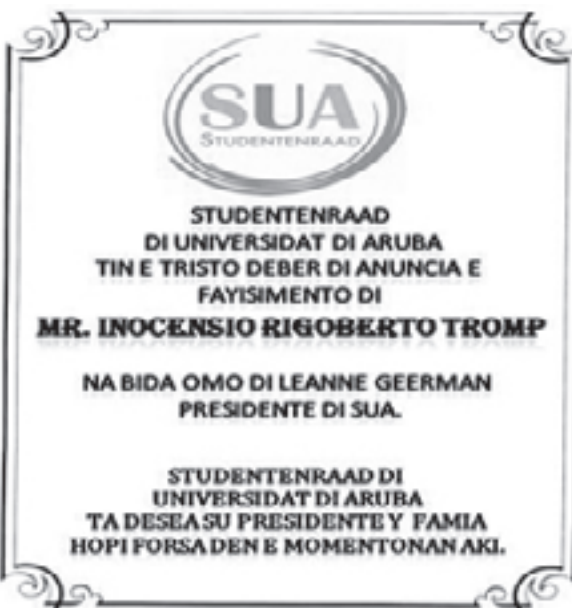 SUA
STUDENTENRAAD
STUDENTENRAAD
DI UNIVERSIDAT DI ARUBA
TIN E TRISTO DEBER DI ANUNCIA E
FAYISIMENTO DI
MR. INOCENSIO RIGOBERTO TROMP
NA BIDA OMO DI LEANNE GEERMAN
PRESIDENTE DI SUA.
STUDENTENRAAD DI
UNIVERSIDAT DI ARUBA
TA DESEA SU PRESIDENTE Y FAMIA
HOPI FORSA DEN E MOMENTONAN AKI.